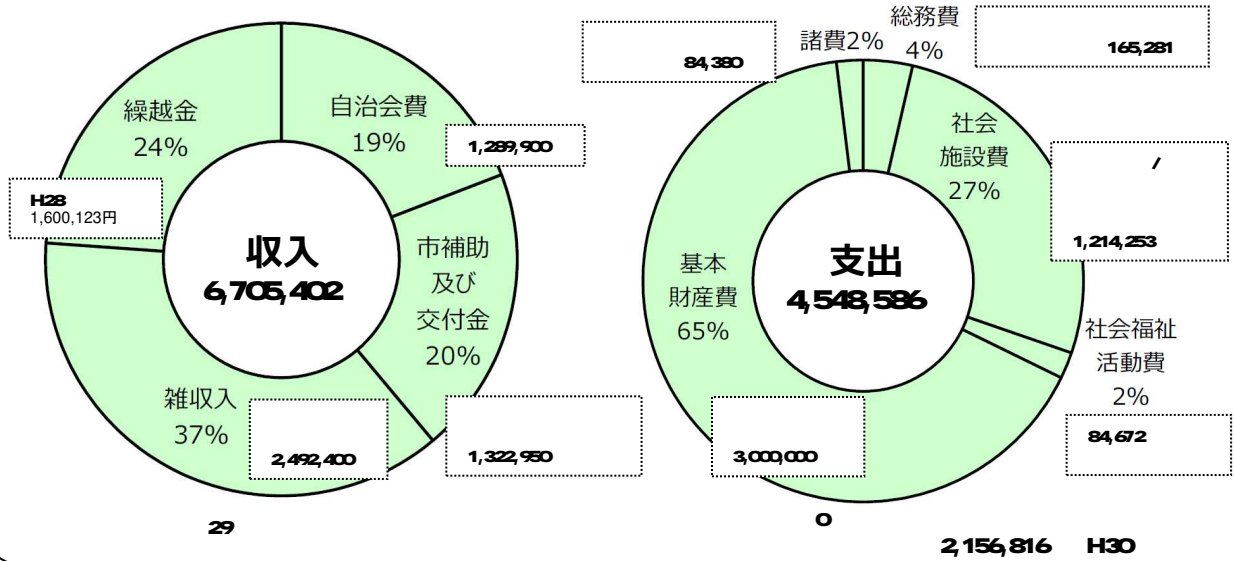 繰越金
24%
自治会費
19%
1,289,900
H28
1,600,123円
収入
6,705,402
市補助
及び
交付金
20%
雑収入
37%
2,492,400
1,322,950
29
諸費2%
84,380
総務費
4%
165,281
社会
施設費
27%
/
1,214,253
基本
財産費
65%
支出
4,548,586
社会福祉
活動費
2%
84,672
3,000,000
0
2,156,816 H30